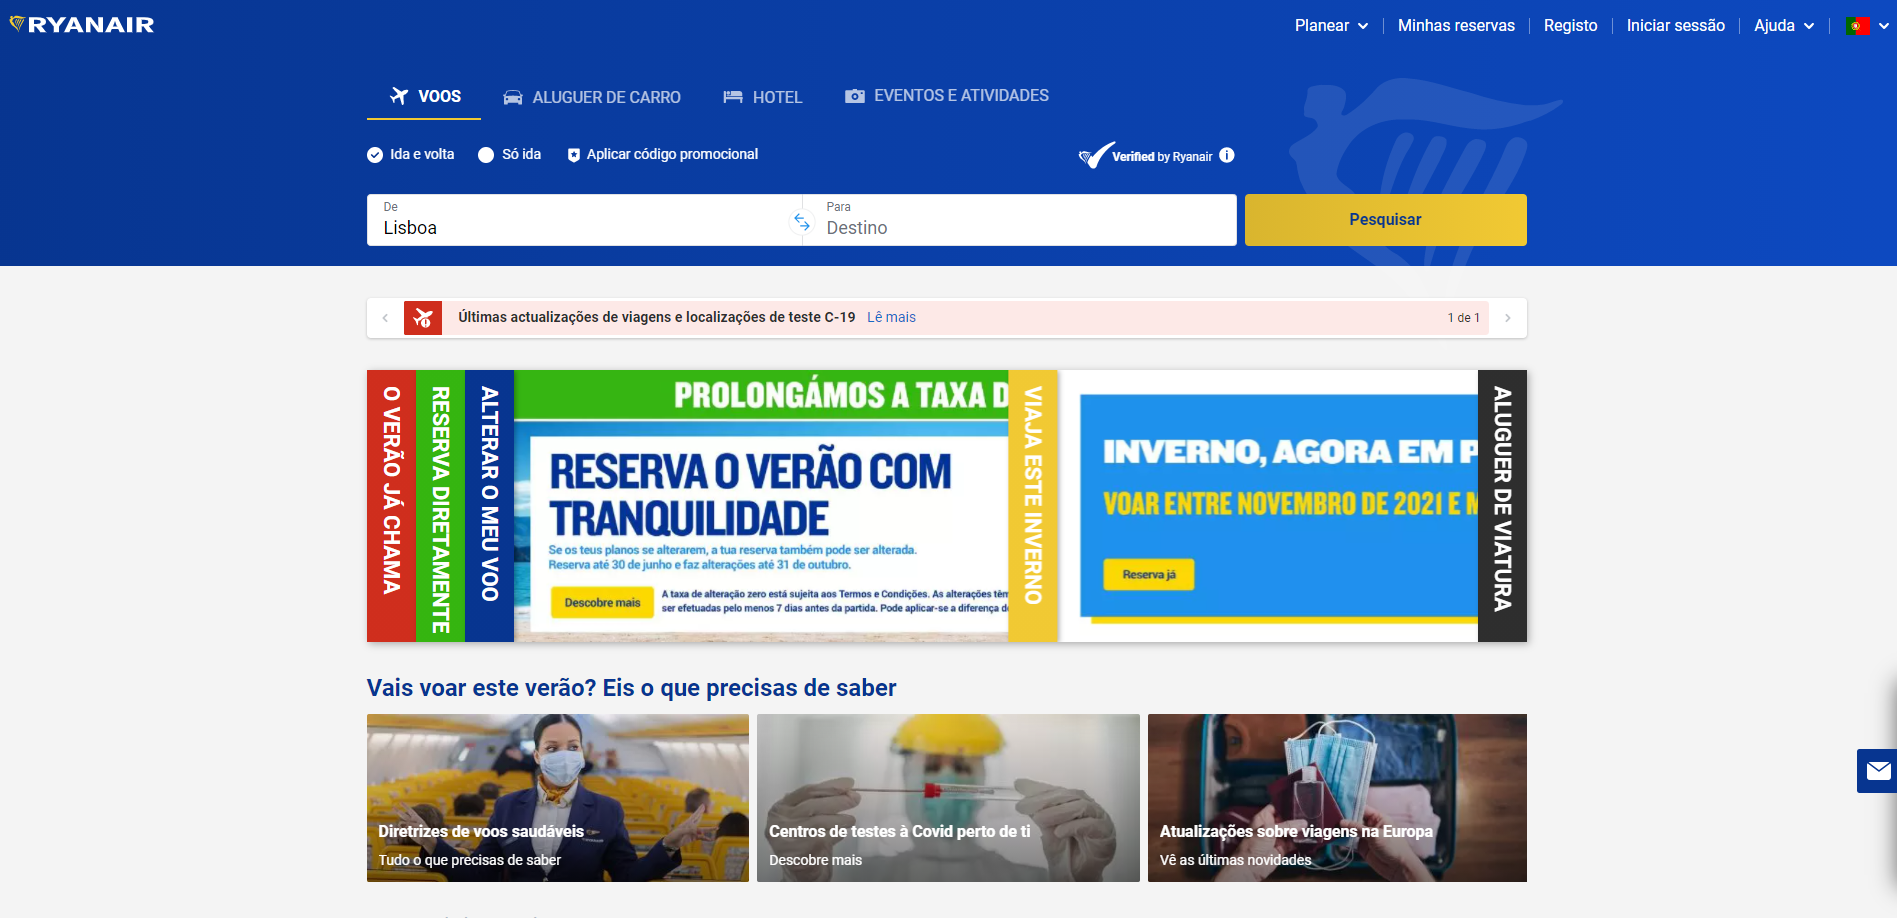 RYANAIR
Planear
Minhas reservas
Registo
Iniciar sessão
Ajuda
VOOS
ALUGUER DE CARRO
HOTEL
EVENTOS E ATIVIDADES
Ida e volta
Só ida
Aplicar código promocional
Verified by Ryanair
De
Lisboa
Para
Destino
Pesquisar
Últimas actualizações de viagens e localizações de teste C-19 Lê mais
1 de 1
O VERÃO JÁ CHAMA
RESERVA DIRETAMENTE
ALTERAR O MEU VOO
PROLONGÁMOS A TAXA D
RESERVA O VERÃO COM
TRANQUILIDADE
Se os teus planos se alterarem, a tua reserva também pode ser alterada.
Reserva até 30 de junho e faz alterações até 31 de outubro.
Descobre mais
A taxa de alteração zero está sujeita aos Termos e Condições. As alterações têm
ser efetuadas pelo menos 7 dias antes da partida. Pode aplicar-se a diferença d
VIAJA ESTE INVERNO
INVERNO, AGORA EM P
VOAR ENTRE NOVEMBRO DE 2021 E M
Reserva já
ALUGUER DE VIATURA
Vais voar este verão? Eis o que precisas de saber
Diretrizes de voos saudáveis
Tudo o que precisas de saber
Centros de testes à Covid perto de ti
Descobre mais
Atualizações sobre viagens na Europa
Vê as últimas novidades